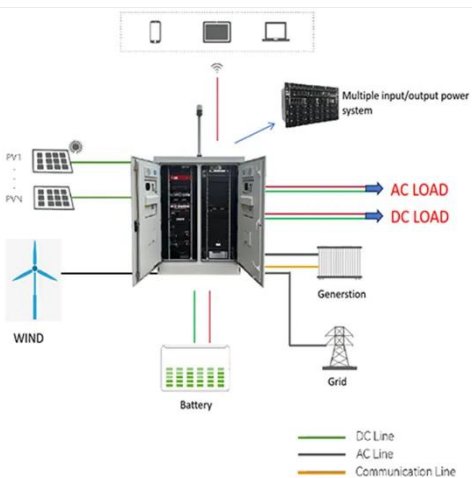 Multiple input/output power
system
PV1
PVN
AC LOAD
DC LOAD
Generstion
WIND
Grid
Battery
DC Line
AC Line
Communication Line